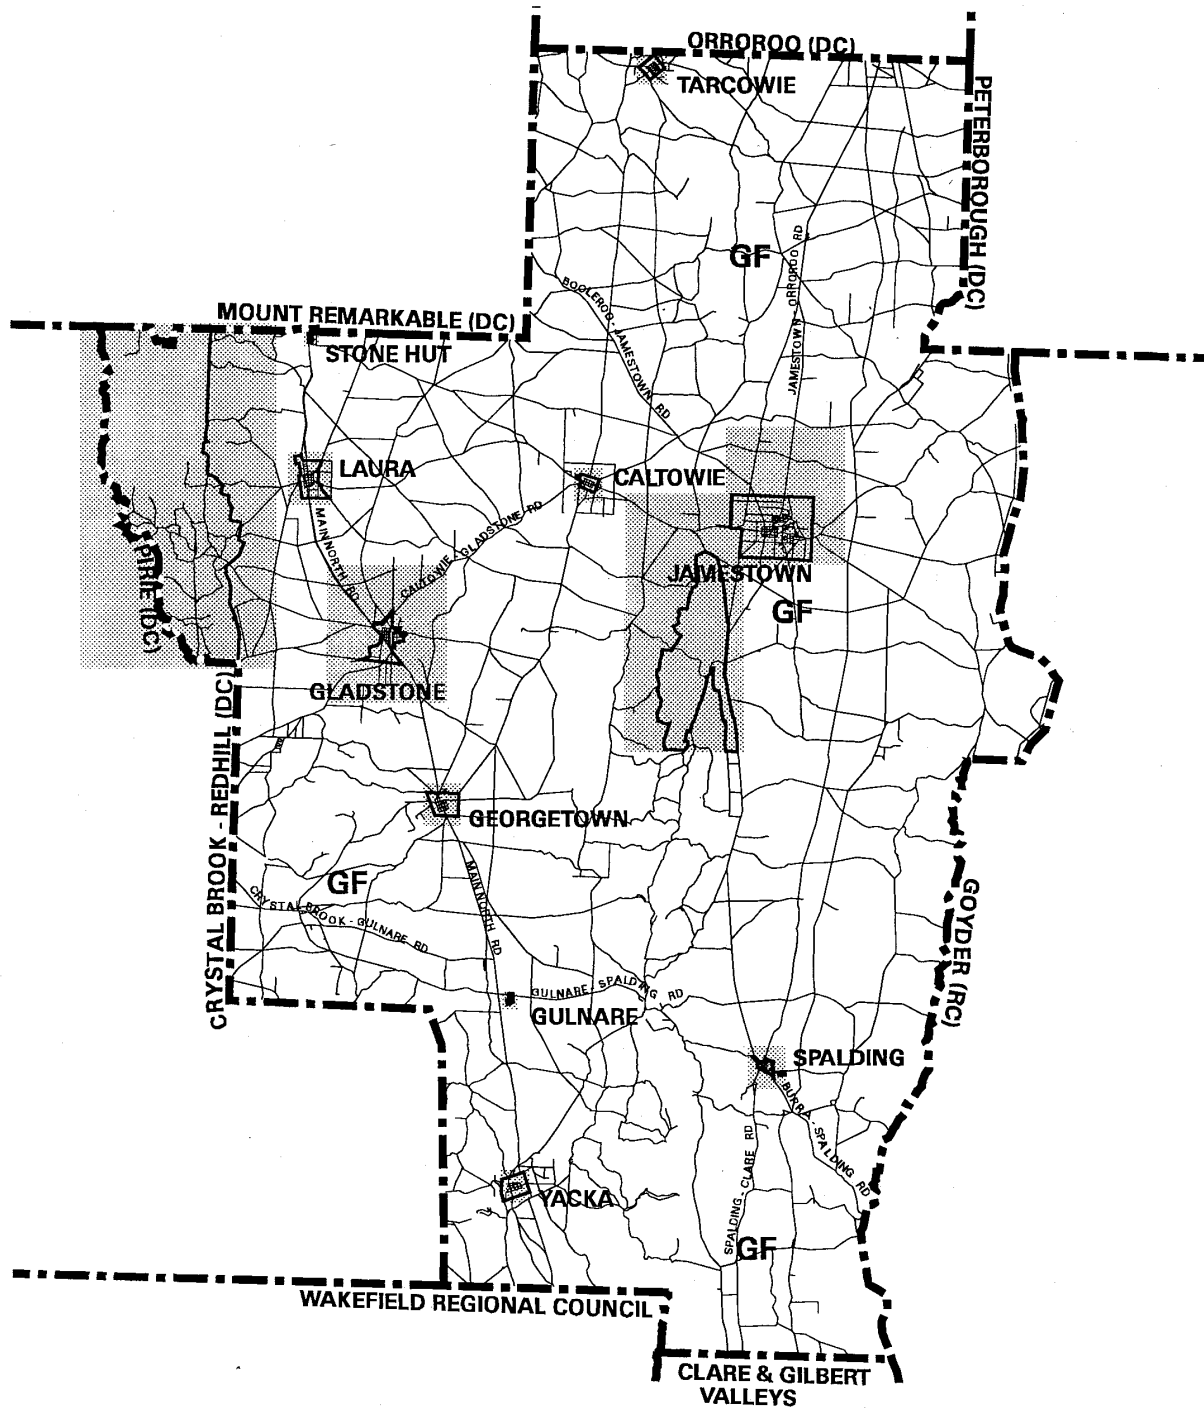 ORROROO (DC)
TARCOWIE
PETERBOROUGH (DC)
GF
JAMESTOWN - ORROROO RD
BOOLEROO - JAMESTOWN RD
MOUNT REMARKABLE (DC)
STONE HUT
LAURA
CALTOWIE
MAIN NORTH RD
CALTOWIE - GLADSTONE RD
PIRIE (DC)
JAMESTOWN
GF
GLADSTONE
CRYSTAL BROOK - REDHILL (DC)
GEORGETOWN
GF
MAIN NORTH RD
CRYSTAL BROOK - GULNARE RD
GOYDER (RC)
GULNARE - SPALDING RD
GULNARE
SPALDING
BURRA - SPALDING RD
SPALDING - CLARE RD
YACKA
GF
WAKEFIELD REGIONAL COUNCIL
CLARE & GILBERT
VALLEYS